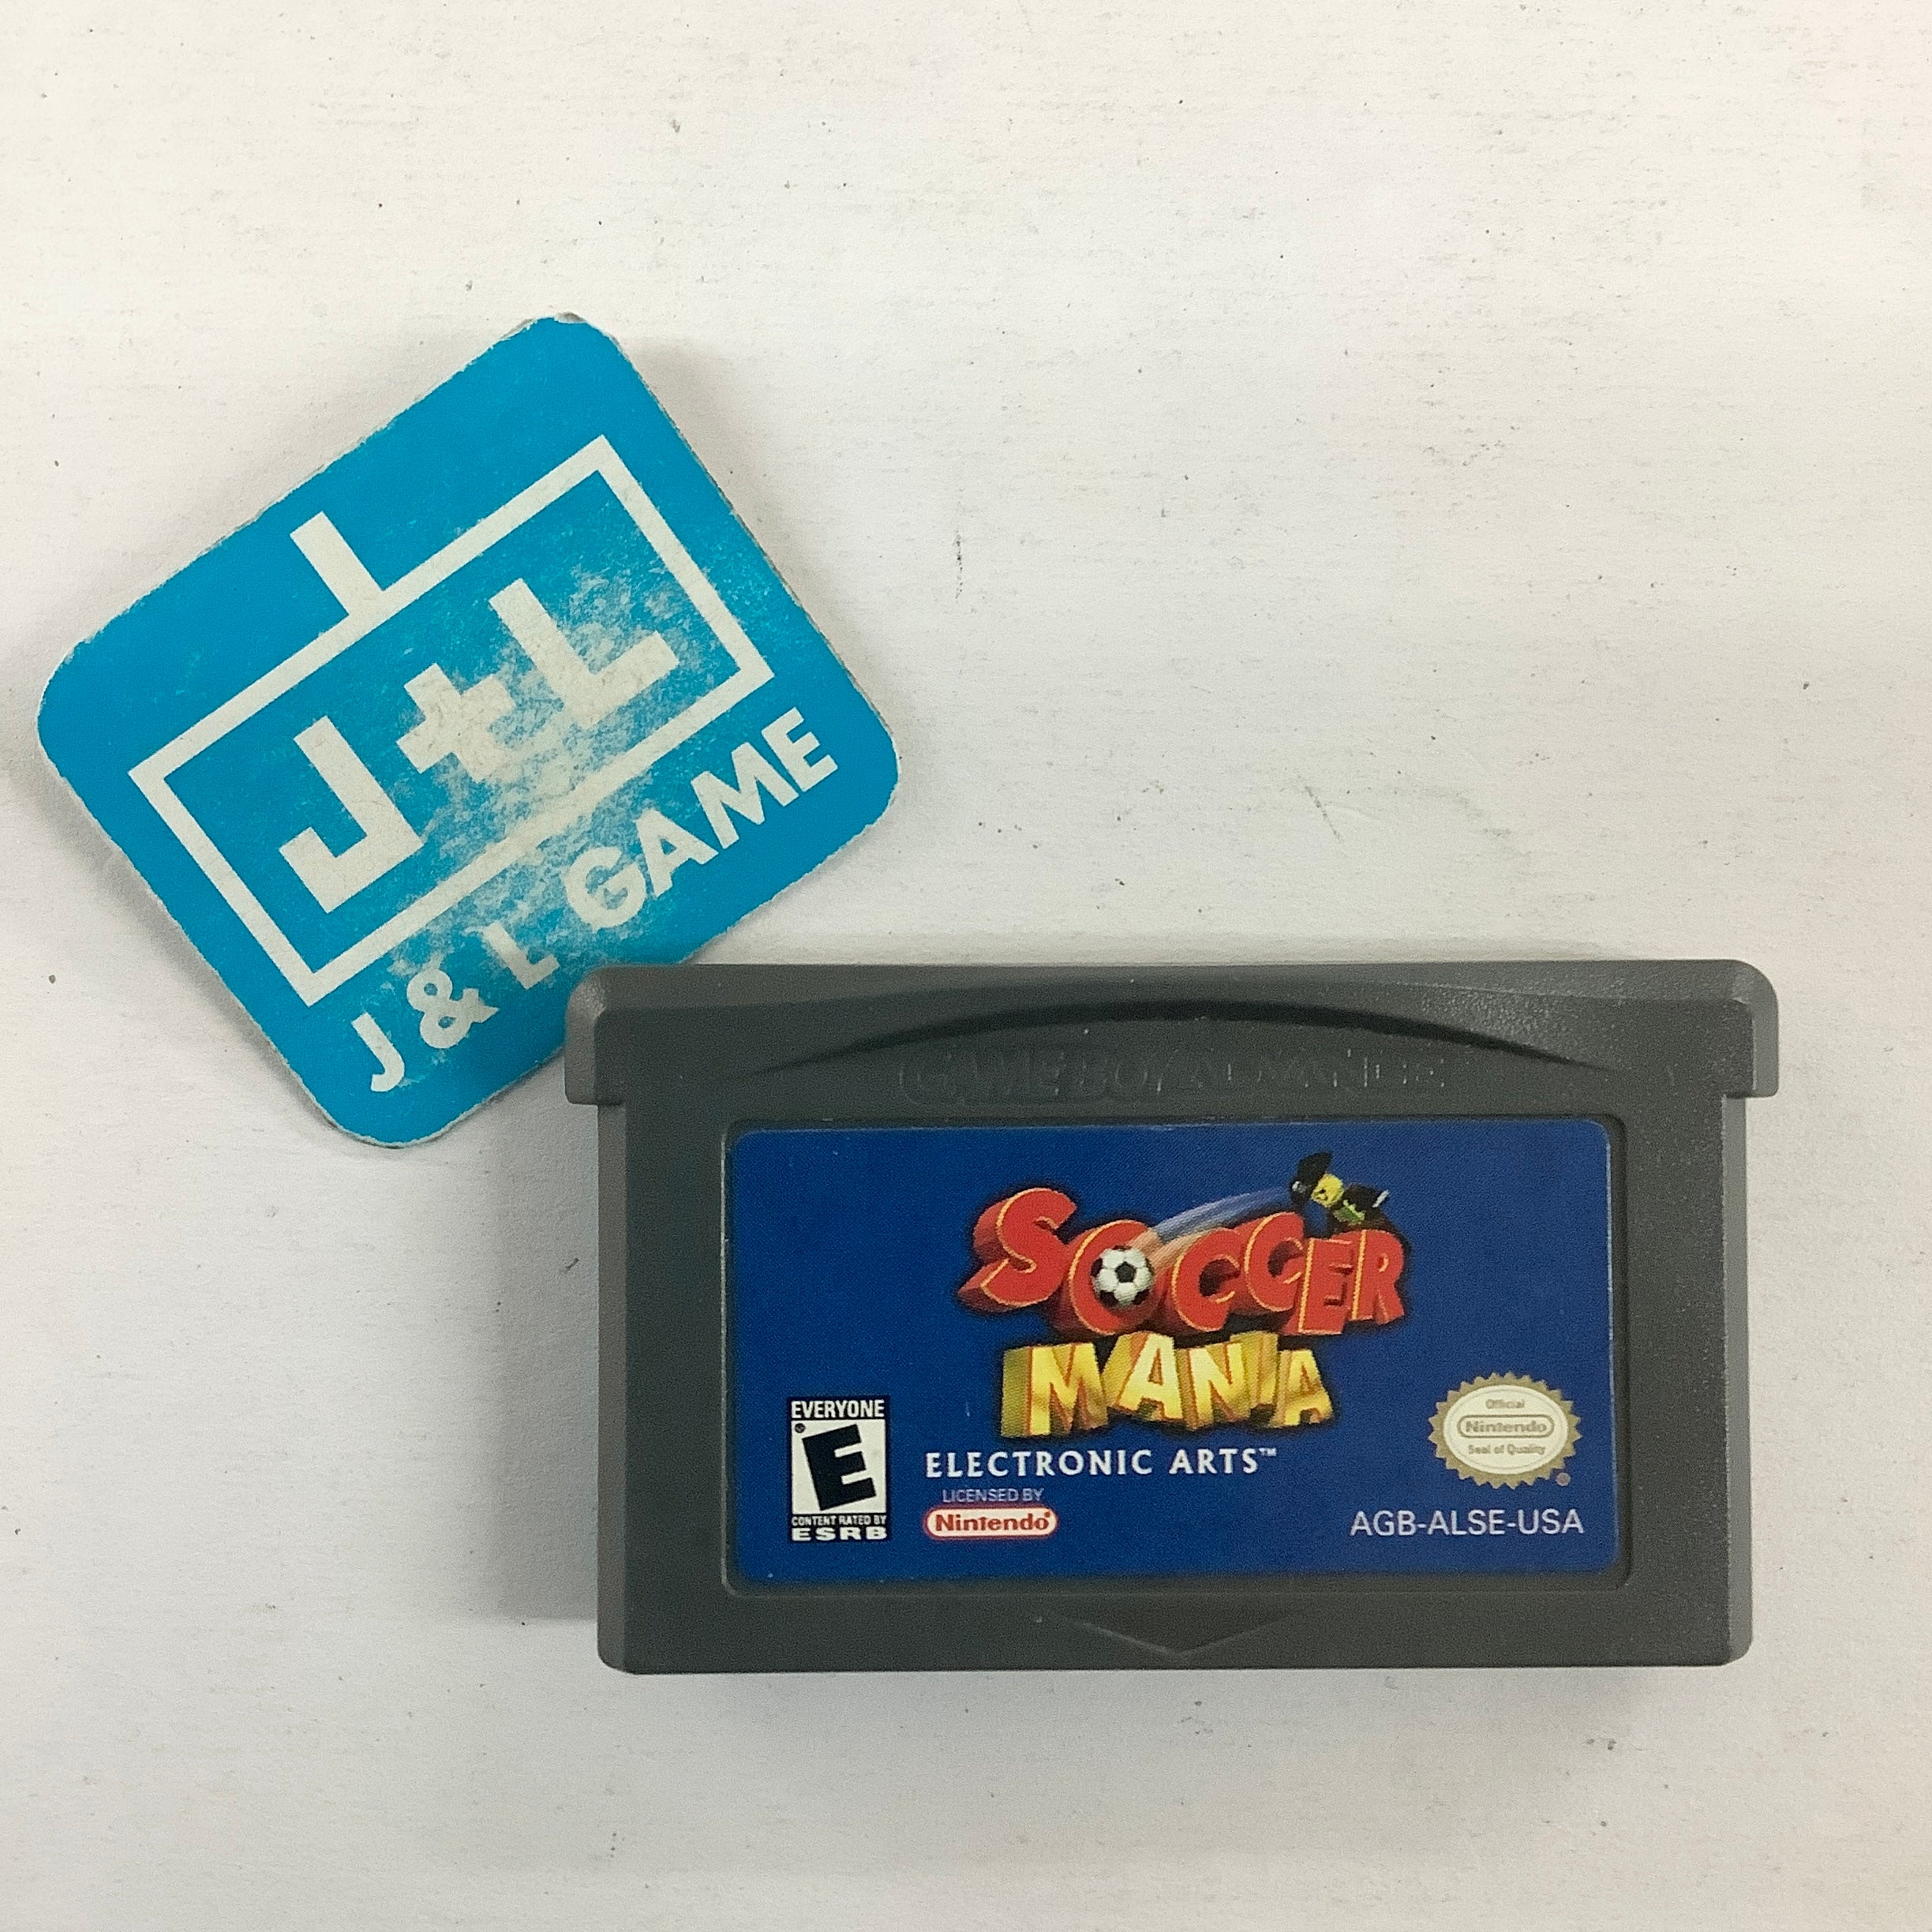 J+L
J & L GAME
GAME BOY ADVANCE
SOCCER
MANIA
EVERYONE
E
CONTENT RATED BY
ESRB
ELECTRONIC ARTS™
LICENSED BY
Nintendo®
Official
Nintendo
Seal of Quality
AGB-ALSE-USA